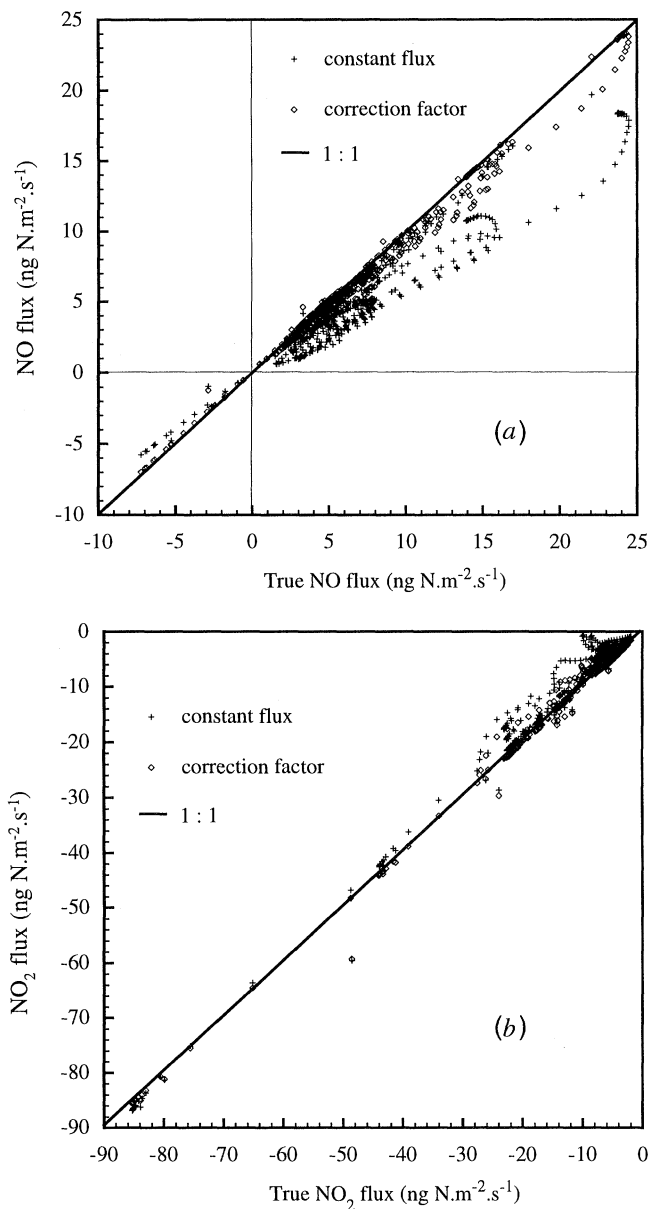 25
20
15
10
5
0
-5
-10
NO flux (ng N.m⁻².s⁻¹)
constant flux
correction factor
1 : 1
(a)
-10 -5 0 5 10 15 20 25
True NO flux (ng N.m⁻².s⁻¹)
0
-10
-20
-30
-40
-50
-60
-70
-80
-90
NO₂ flux (ng N.m⁻².s⁻¹)
constant flux
correction factor
1 : 1
(b)
-90 -80 -70 -60 -50 -40 -30 -20 -10 0
True NO₂ flux (ng N.m⁻².s⁻¹)